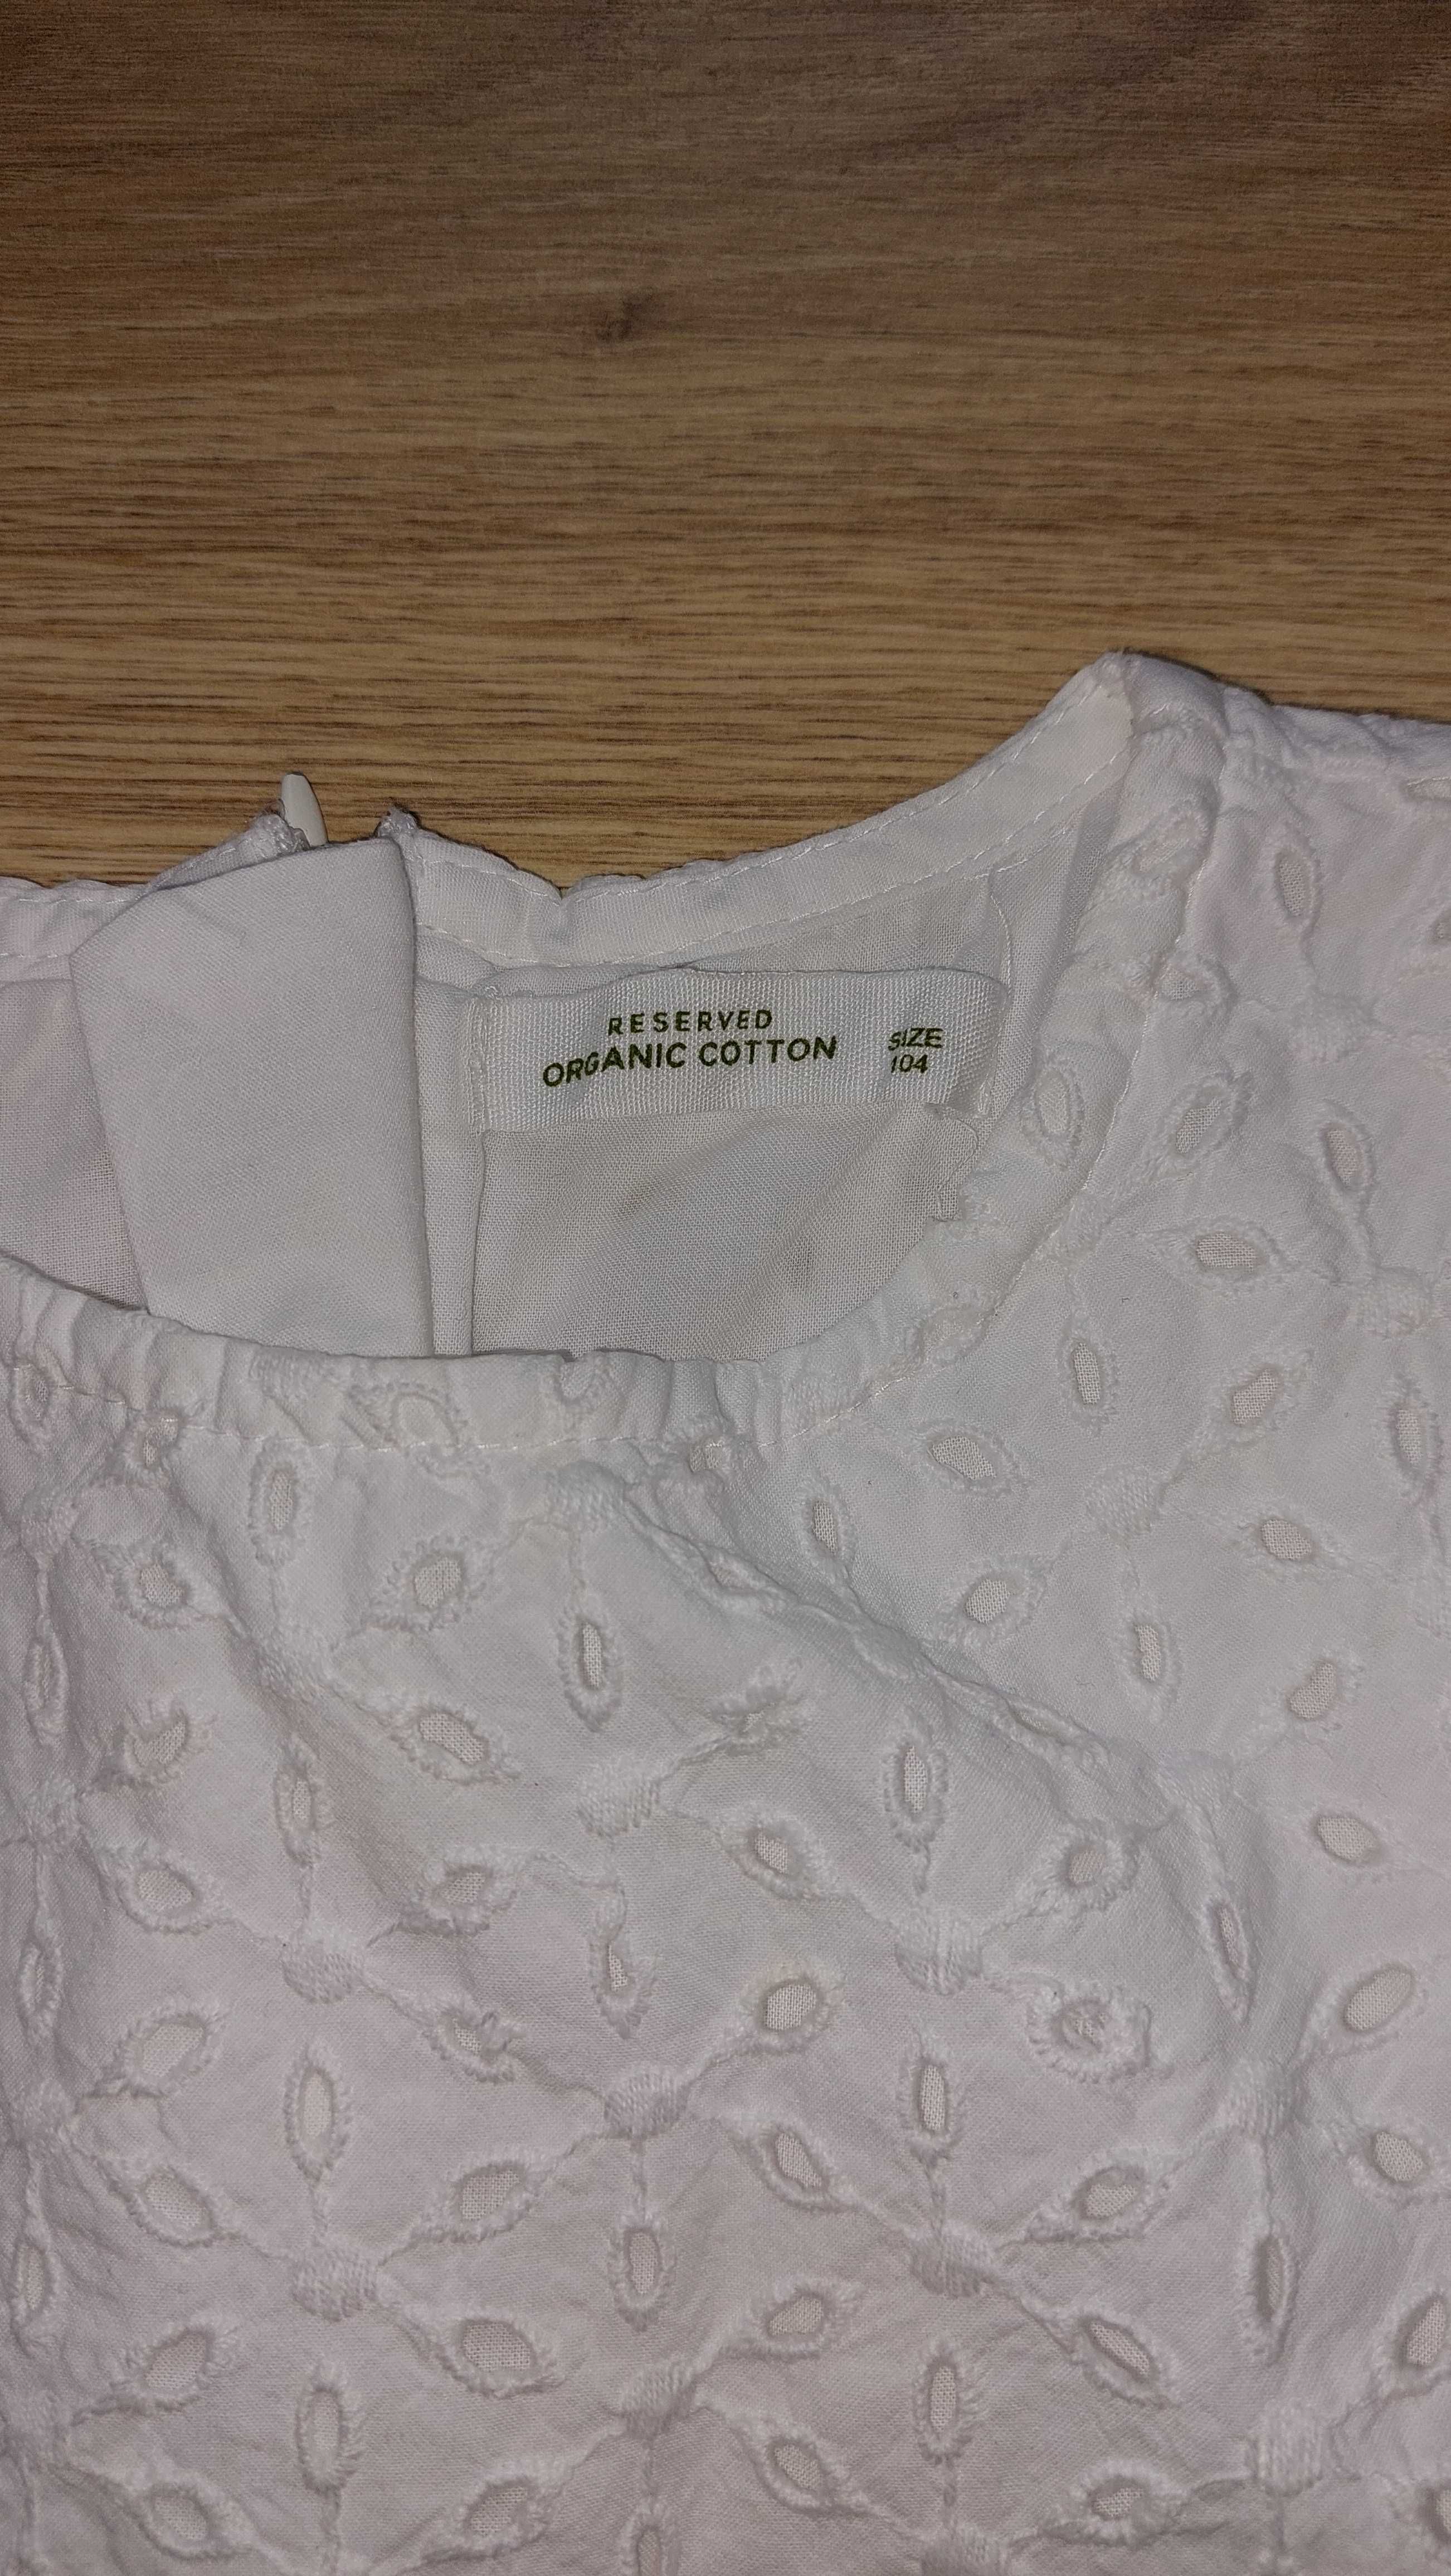 RESERVED
ORGANIC COTTON
SIZE
104